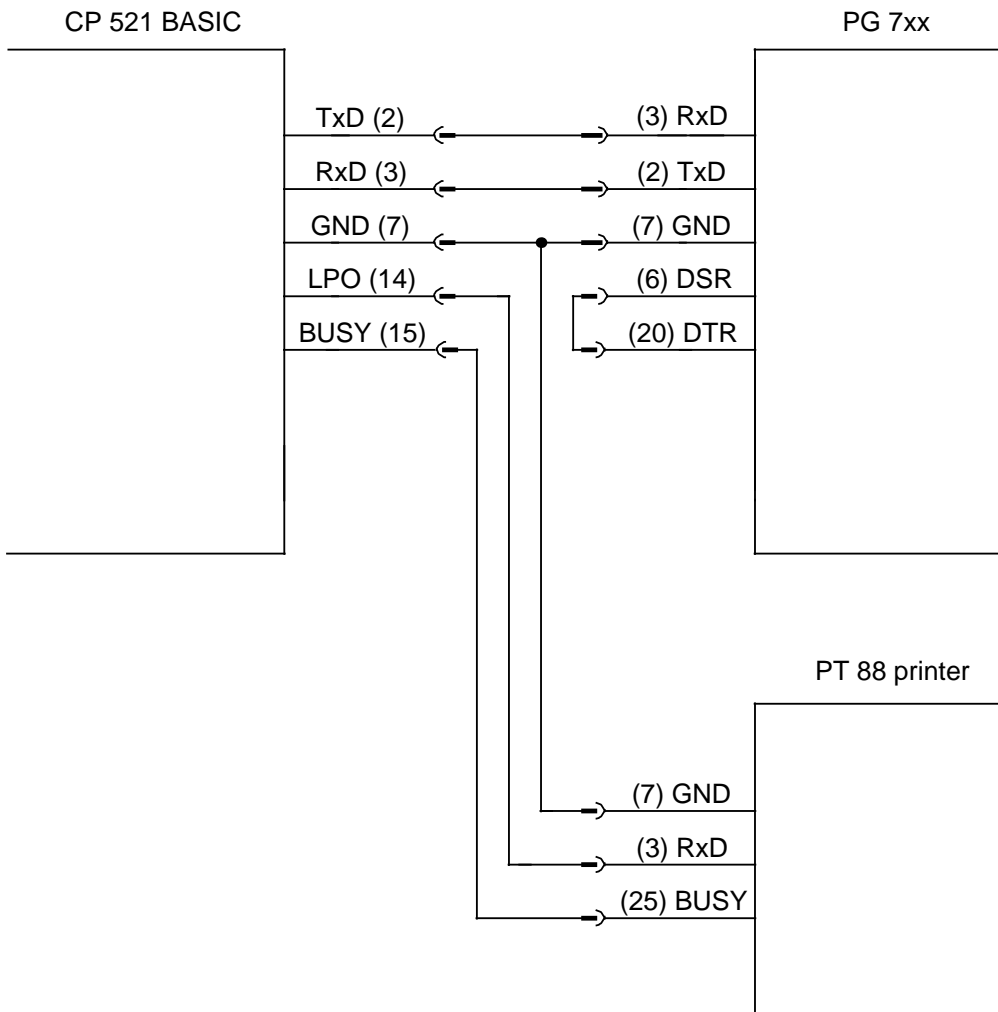 CP 521 BASIC
PG 7xx
TxD (2)
(3) RxD
RxD (3)
(2) TxD
GND (7)
(7) GND
LPO (14)
(6) DSR
BUSY (15)
(20) DTR
PT 88 printer
(7) GND
(3) RxD
(25) BUSY